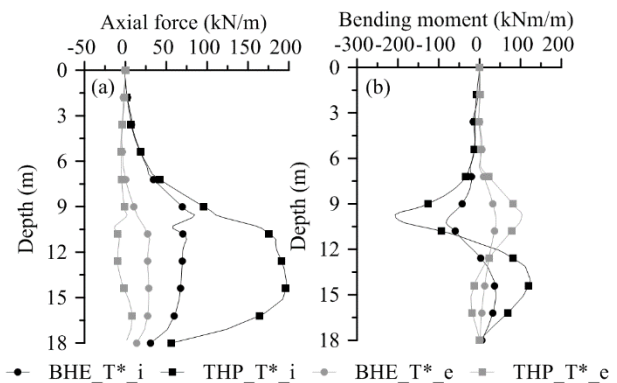 Axial force (kN/m) Bending moment (kNm/m)
-50 0 50 100 150 200 -300 -200 -100 0 100 200
(a) (b)
0 0
3 3
6 6
9 9
12 12
15 15
18 18
Depth (m) Depth (m)
BHE_T*_i THP_T*_i BHE_T*_e THP_T*_e